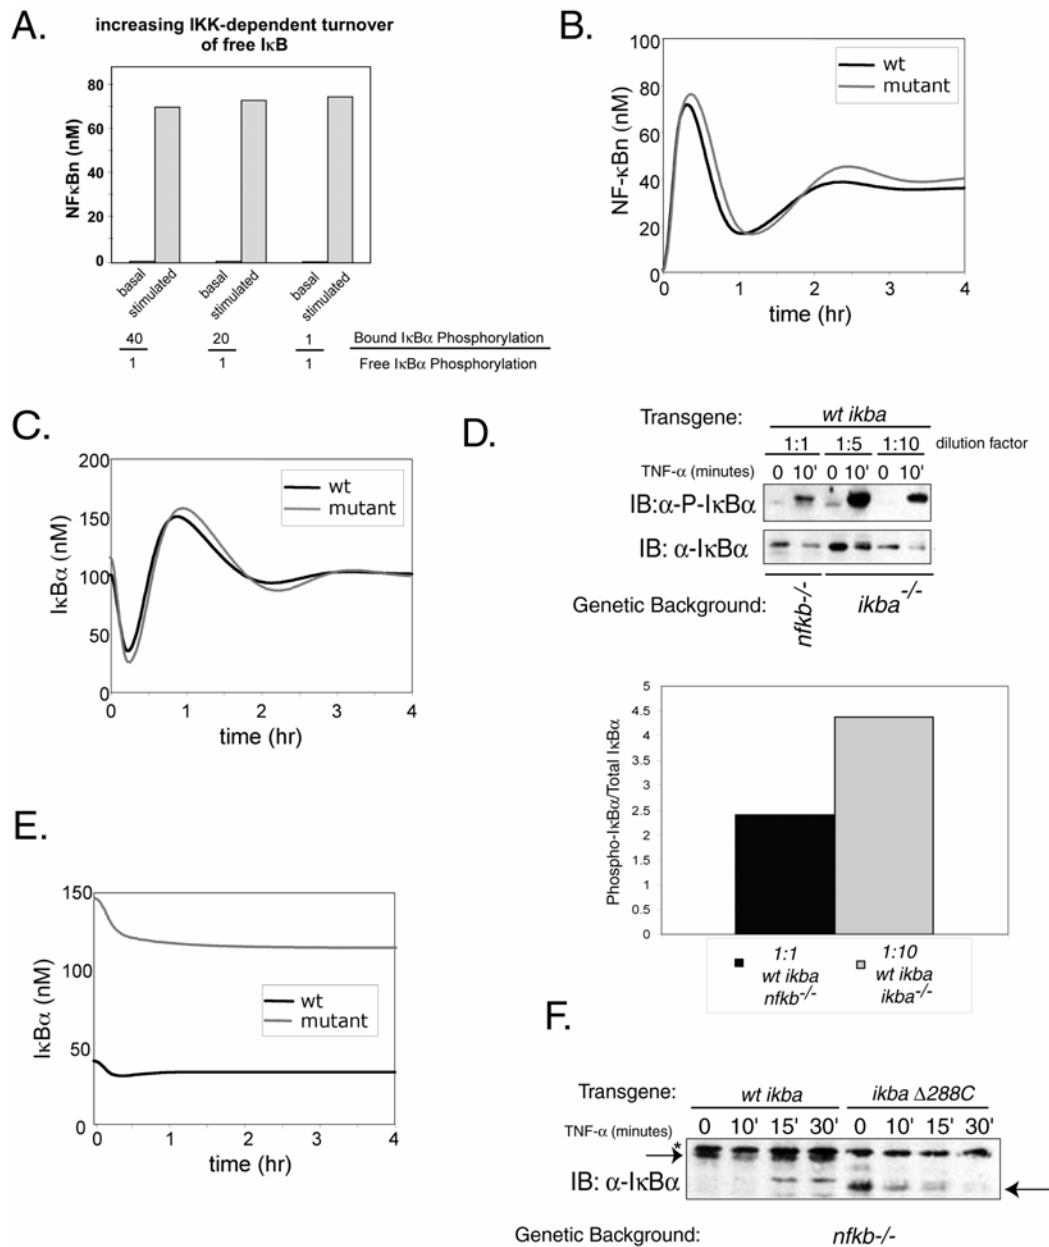 A.
increasing IKK-dependent turnover
of free IκB
NFκBn (nM)
80
60
70
40
20
0
basal
stimulated
basal
stimulated
basal
stimulated
40
1
20
1
1
1
Bound IκBα Phosphorylation
Free IκBα Phosphorylation
B.
NF-κBn (nM)
100
80
60
40
20
0
wt
mutant
0 1 2 3 4
time (hr)
C.
IκBα (nM)
200
150
100
50
0
wt
mutant
0 1 2 3 4
time (hr)
D.
Transgene: wt ikba
1:1 1:5 1:10 dilution factor
TNF-α (minutes) 0 10' 0 10' 0 10'
IB:α-P-IκBα
IB: α-IκBα
Genetic Background: nfkb-/- ikba-/-
Phospho-IκBα/Total IκBα
5
4.5
4
3.5
3
2.5
2
1.5
1
0.5
0
1:1
wt ikba
nfkb-/-
1:10
wt ikba
ikba-/-
E.
IκBα (nM)
150
100
50
0
wt
mutant
0 1 2 3 4
time (hr)
F.
Transgene: wt ikba ikba Δ288C
TNF-α (minutes) 0 10' 15' 30' 0 10' 15' 30'
*
IB: α-IκBα
Genetic Background: nfkb-/-